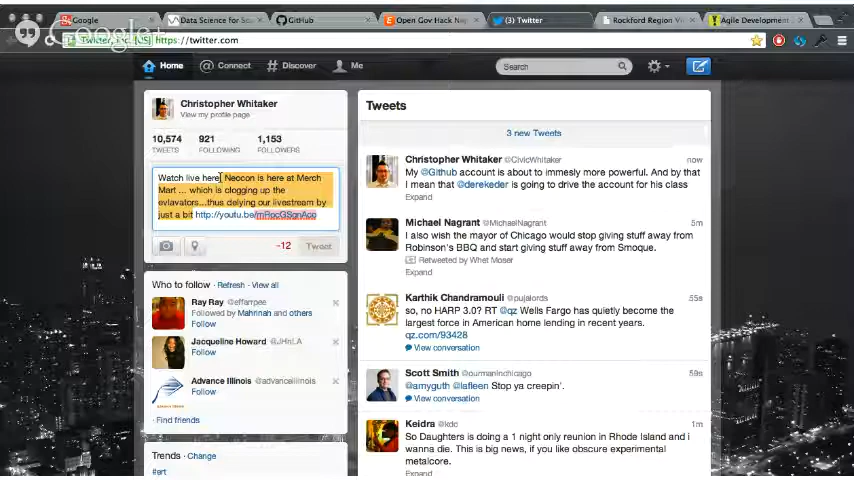 Google
Data Science for So
GitHub
Open Gov Hack Nig
(3) Twitter
Rockford Region Vi
Agile Development
Google+
Twitter, Inc. [US] https://twitter.com
Home
Connect
Discover
Me
Search
Christopher Whitaker
View my profile page
10,574
921
1,153
TWEETS
FOLLOWING
FOLLOWERS
Watch live here Neccon is here at Merch
Mart ... which is clogging up the
evlavators...thus delying our livestream by
just a bit http://youtu.be/
-12
Tweet
Who to follow · Refresh · View all
Ray Ray @effarrpee
Followed by Mahrinah and others
Follow
Jacqueline Howard @JHnLA
Follow
Advance Illinois @advanceillinois
Follow
· Find friends
Trends · Change
#ert
Tweets
3 new Tweets
Christopher Whitaker @CivicWhitaker
now
My @Github account is about to immesly more powerful. And by that
I mean that @derekeder is going to drive the account for his class
Expand
Michael Nagrant @MichaelNagrant
5m
I also wish the mayor of Chicago would stop giving stuff away from
Robinson's BBQ and start giving stuff away from Smoque.
Retweeted by Whet Moser
Expand
Karthik Chandramouli @pujaiords
55s
so, no HARP 3.0? RT @qz Wells Fargo has quietly become the
largest force in American home lending in recent years.
qz.com/93428
View conversation
Scott Smith @ourmaninchicago
59s
@amyguth @lafleen Stop ya creepin'.
View conversation
Keidra @kdc
1m
So Daughters is doing a 1 night only reunion in Rhode Island and i
wanna die. This is big news, if you like obscure experimental
metalcore.
Expand